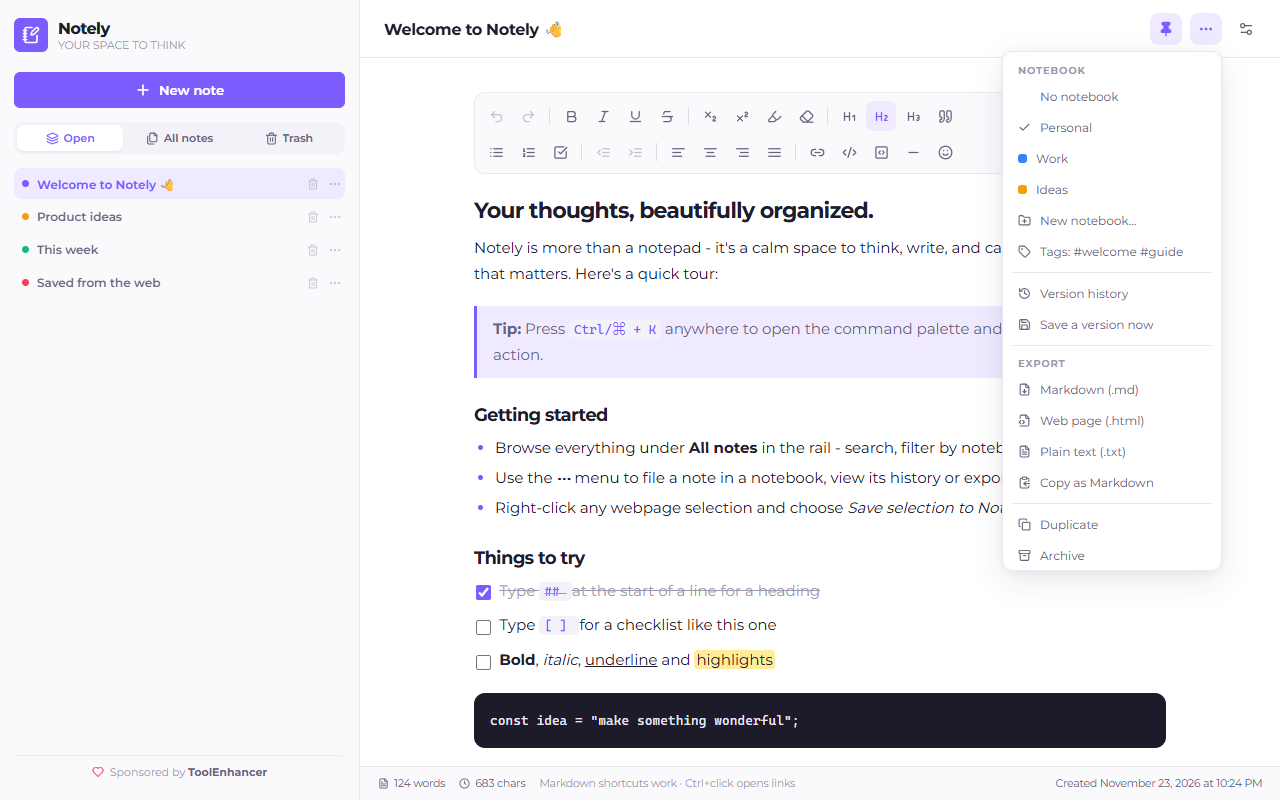 Notely
YOUR SPACE TO THINK
New note
Open
All notes
Trash
Welcome to Notely 👋
Product ideas
This week
Saved from the web
Sponsored by ToolEnhancer
Welcome to Notely 👋
B I U S X₂ X² H1 H2 H3
Your thoughts, beautifully organized.
Notely is more than a notepad - it's a calm space to think, write, and
that matters. Here's a quick tour:
Tip: Press Ctrl/⌘ + K anywhere to open the command palette and
action.
Getting started
Browse everything under All notes in the rail - search, filter by
Use the ··· menu to file a note in a notebook, view its history or
Right-click any webpage selection and choose Save selection to
Things to try
Type ## at the start of a line for a heading
Type [ ] for a checklist like this one
Bold, italic, underline and highlights
const idea = "make something wonderful";
NOTEBOOK
No notebook
Personal
Work
Ideas
New notebook...
Tags: #welcome #guide
Version history
Save a version now
EXPORT
Markdown (.md)
Web page (.html)
Plain text (.txt)
Copy as Markdown
Duplicate
Archive
124 words
683 chars
Markdown shortcuts work · Ctrl+click opens links
Created November 23, 2026 at 10:24 PM